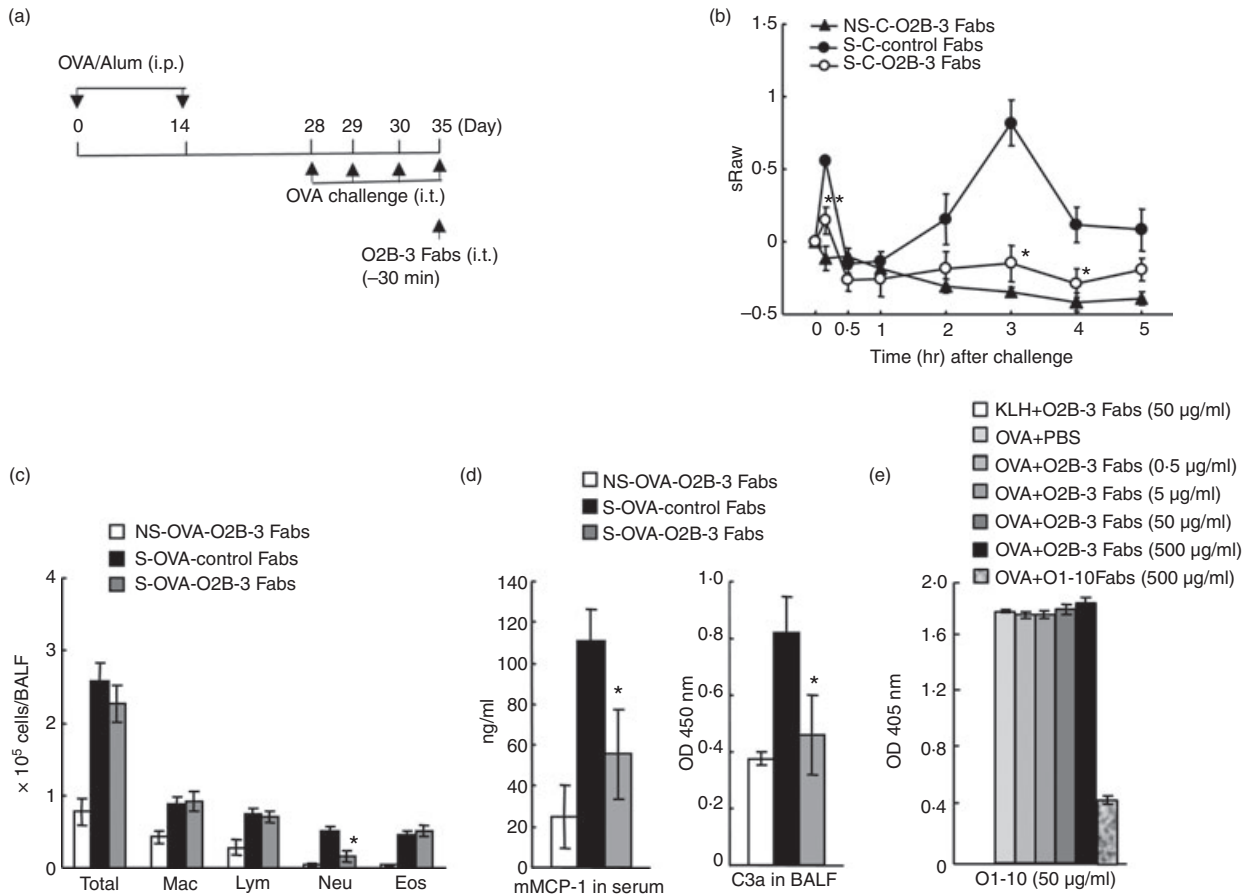 (a)
OVA/Alum (i.p.)
0 14 28 29 30 35 (Day)
OVA challenge (i.t.)
O2B-3 Fabs (i.t.)
(–30 min)
(b)
NS-C-O2B-3 Fabs
S-C-control Fabs
S-C-O2B-3 Fabs
1
0·5
0
–0·5
sRaw
**
*
*
0 0·5 1 2 3 4 5
Time (hr) after challenge
(c)
NS-OVA-O2B-3 Fabs
S-OVA-control Fabs
S-OVA-O2B-3 Fabs
4
3
2
1
0
× 10⁵ cells/BALF
*
Total Mac Lym Neu Eos
(d)
NS-OVA-O2B-3 Fabs
S-OVA-control Fabs
S-OVA-O2B-3 Fabs
140
120
100
80
60
40
20
0
ng/ml
*
mMCP-1 in serum
1·0
0·8
0·6
0·4
0·2
0
OD 450 nm
*
C3a in BALF
(e)
KLH+O2B-3 Fabs (50 µg/ml)
OVA+PBS
OVA+O2B-3 Fabs (0·5 µg/ml)
OVA+O2B-3 Fabs (5 µg/ml)
OVA+O2B-3 Fabs (50 µg/ml)
OVA+O2B-3 Fabs (500 µg/ml)
OVA+O1-10Fabs (500 µg/ml)
2·0
1·6
1·2
0·8
0·4
0
OD 405 nm
O1-10 (50 µg/ml)